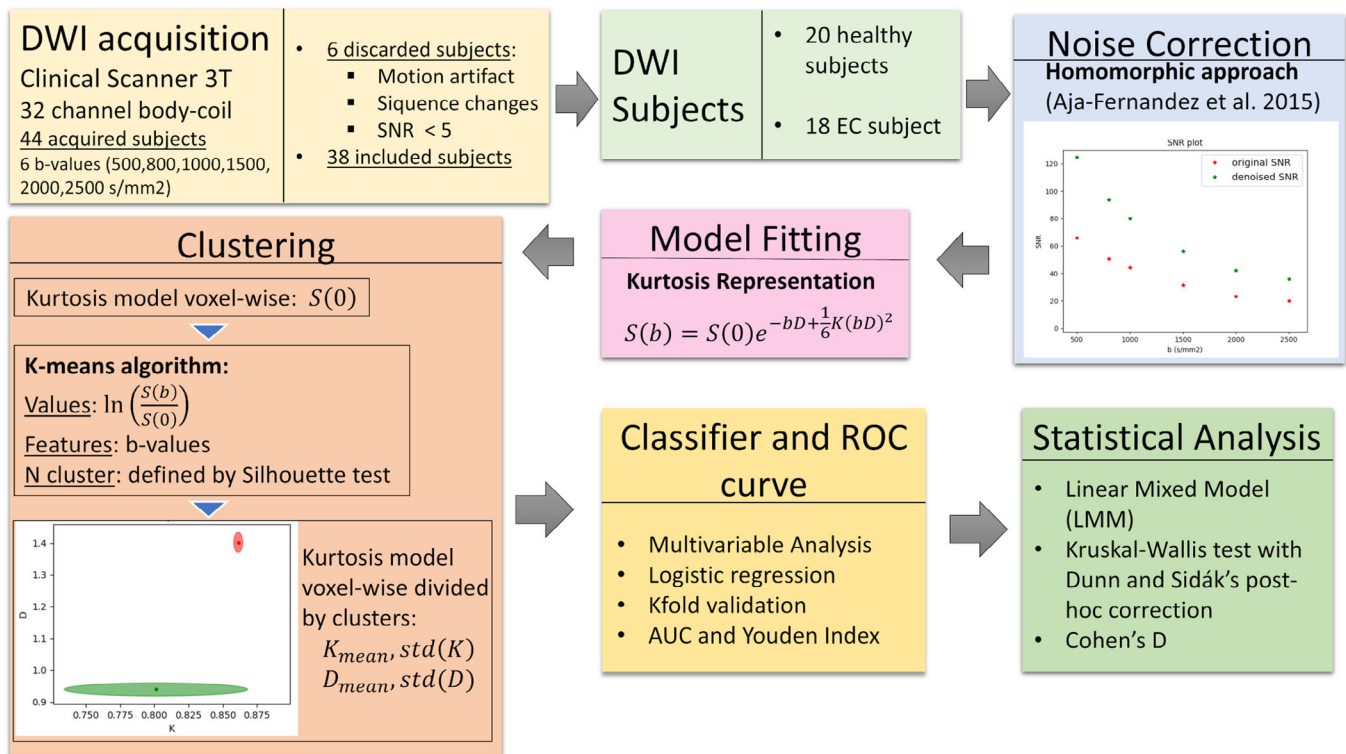 DWI acquisition
Clinical Scanner 3T
32 channel body-coil
44 acquired subjects
6 b-values (500,800,1000,1500,
2000,2500 s/mm2)
• 6 discarded subjects:
▪ Motion artifact
▪ Siquence changes
▪ SNR < 5
• 38 included subjects
DWI
Subjects
• 20 healthy
subjects
• 18 EC subject
Noise Correction
Homomorphic approach
(Aja-Fernandez et al. 2015)
SNR plot
original SNR
denoised SNR
SNR
120
100
80
60
40
20
0
500
1000
1500
2000
2500
b (s/mm2)
Model Fitting
Kurtosis Representation
S(b) = S(0)e^{-bD+\frac{1}{6}K(bD)^2}
Clustering
Kurtosis model voxel-wise: S(0)
K-means algorithm:
Values: ln(S(b)/S(0))
Features: b-values
N cluster: defined by Silhouette test
D
1.4
1.3
1.2
1.1
1.0
0.9
0.750
0.775
0.800
0.825
0.850
0.875
K
Kurtosis model
voxel-wise divided
by clusters:
K_{mean}, std(K)
D_{mean}, std(D)
Classifier and ROC
curve
• Multivariable Analysis
• Logistic regression
• Kfold validation
• AUC and Youden Index
Statistical Analysis
• Linear Mixed Model
(LMM)
• Kruskal-Wallis test with
Dunn and Sidák's post-
hoc correction
• Cohen's D